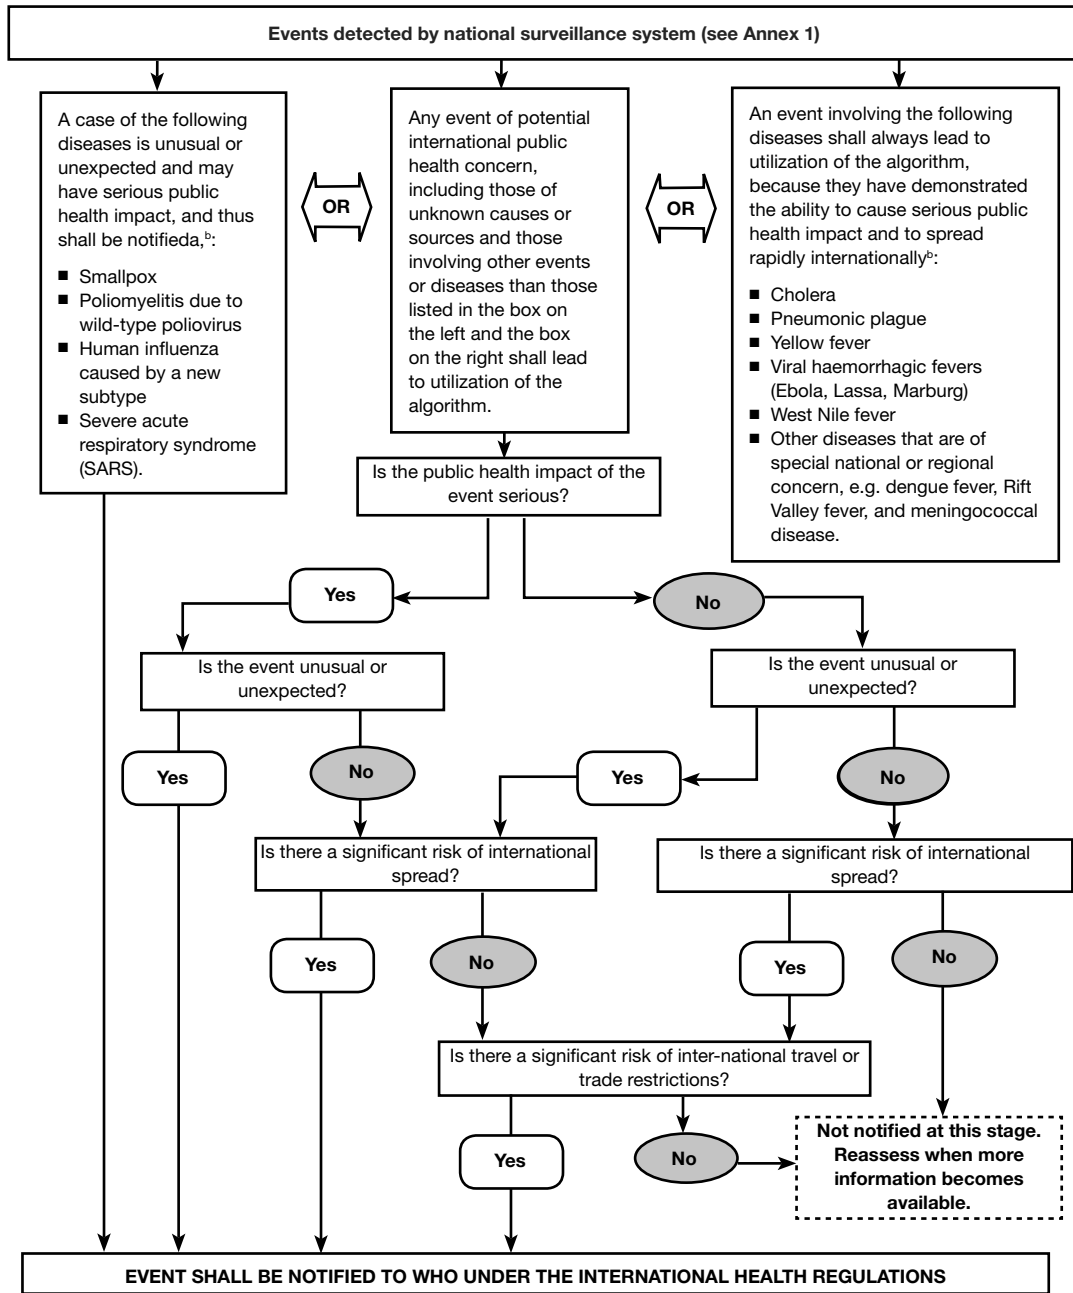 Events detected by national surveillance system (see Annex 1)
A case of the following
diseases is unusual or
unexpected and may
have serious public
health impact, and thus
shall be notifieda,ᵇ:
■ Smallpox
■ Poliomyelitis due to
wild-type poliovirus
■ Human influenza
caused by a new
subtype
■ Severe acute
respiratory syndrome
(SARS).
OR
Any event of potential
international public
health concern,
including those of
unknown causes or
sources and those
involving other events
or diseases than those
listed in the box on
the left and the box
on the right shall lead
to utilization of the
algorithm.
OR
An event involving the following
diseases shall always lead to
utilization of the algorithm,
because they have demonstrated
the ability to cause serious public
health impact and to spread
rapidly internationallyᵇ:
■ Cholera
■ Pneumonic plague
■ Yellow fever
■ Viral haemorrhagic fevers
(Ebola, Lassa, Marburg)
■ West Nile fever
■ Other diseases that are of
special national or regional
concern, e.g. dengue fever, Rift
Valley fever, and meningococcal
disease.
Is the public health impact of the
event serious?
Yes
No
Is the event unusual or
unexpected?
Is the event unusual or
unexpected?
Yes
No
Yes
No
Is there a significant risk of international
spread?
Is there a significant risk of international
spread?
Yes
No
Yes
No
Is there a significant risk of inter-national travel or
trade restrictions?
Yes
No
Not notified at this stage.
Reassess when more
information becomes
available.
EVENT SHALL BE NOTIFIED TO WHO UNDER THE INTERNATIONAL HEALTH REGULATIONS